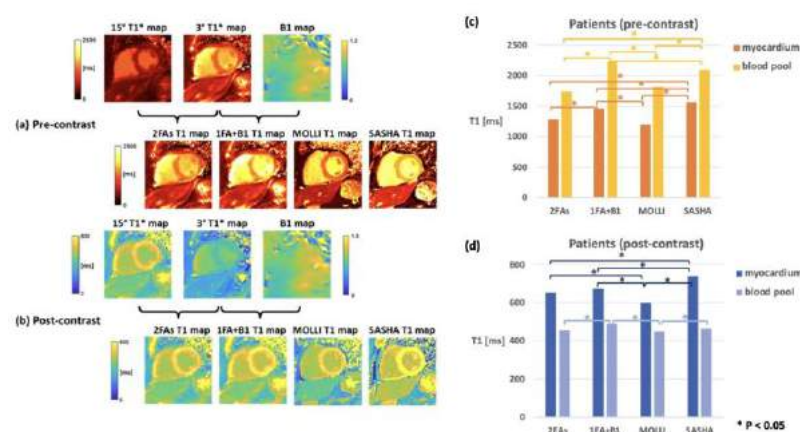 15° T1* map 3° T1* map B1 map
2500
[ms]
0
1.2
0
(a) Pre-contrast
2FAs T1 map 1FA+B1 T1 map MOLLI T1 map SASHA T1 map
2500
[ms]
0
15° T1* map 3° T1* map B1 map
[ms]
0
(b) Post-contrast
2FAs T1 map 1FA+B1 T1 map MOLLI T1 map SASHA T1 map
[ms]
0
(c)
Patients (pre-contrast)
myocardium
blood pool
2500
2000
1500
T1 [ms]
1000
500
0
2FAs 1FA+B1 MOLLI SASHA
(d)
Patients (post-contrast)
myocardium
blood pool
800
600
T1 [ms]
400
200
0
2FAs 1FA+B1 MOLLI SASHA
* P < 0.05